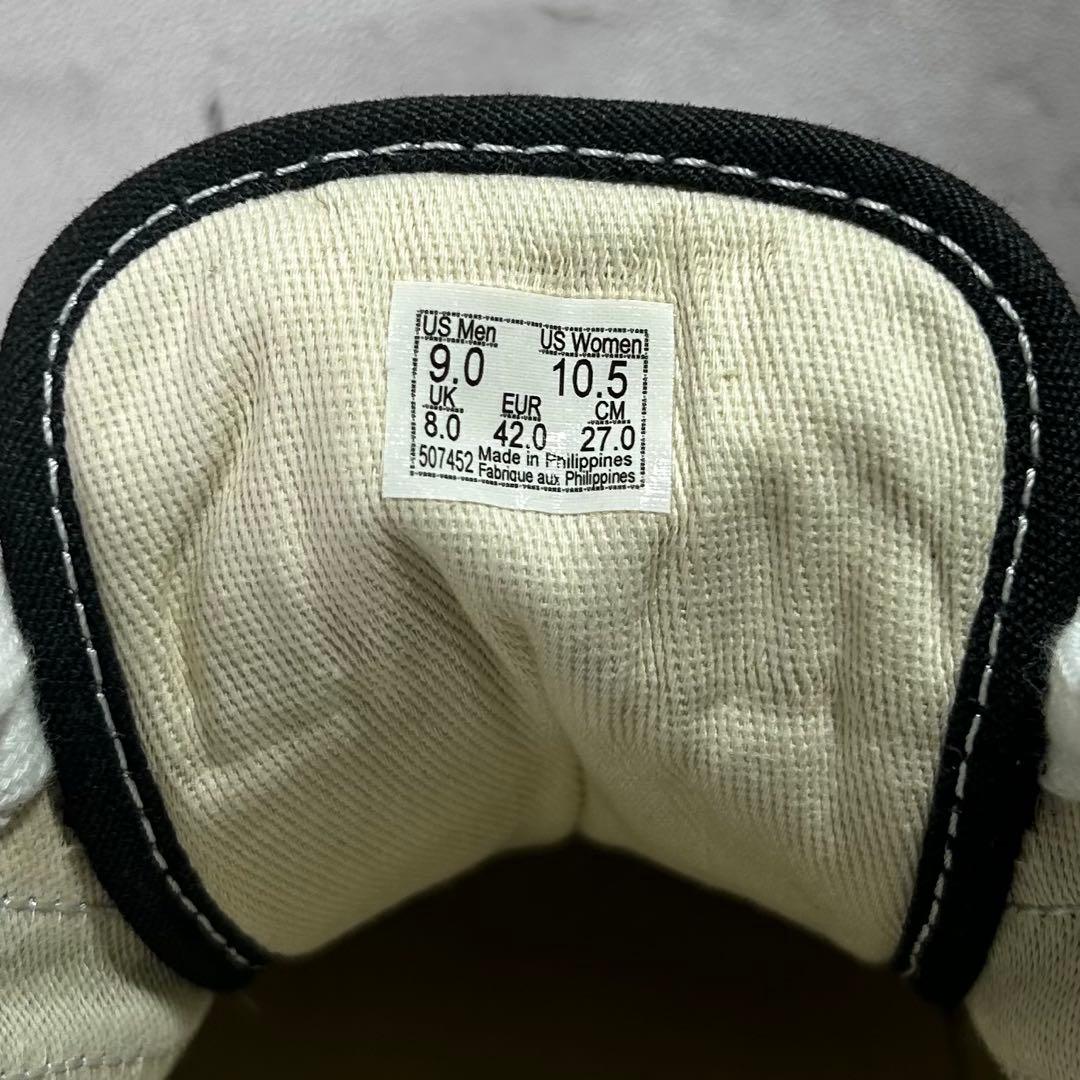 US Men US Women
9.0 10.5
UK EUR CM
8.0 42.0 27.0
507452 Made in Philippines
Fabrique aux Philippines